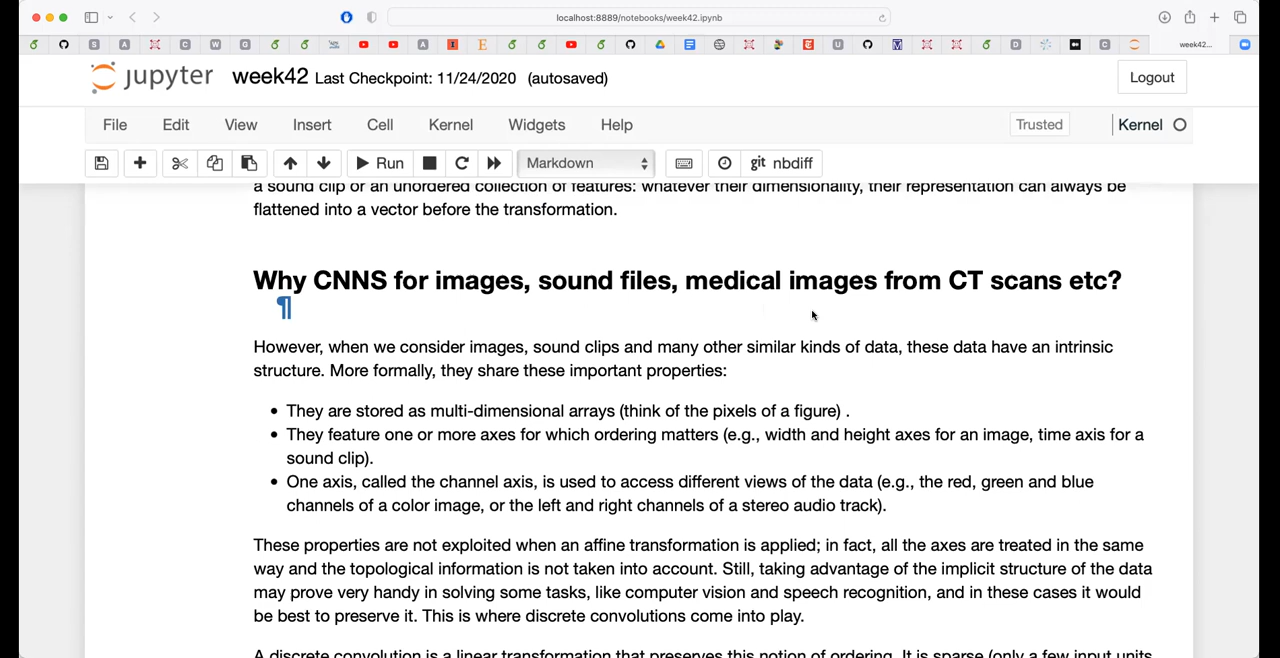 localhost:8889/notebooks/week42.ipynb
week42...
jupyter week42 Last Checkpoint: 11/24/2020 (autosaved)
Logout
File Edit View Insert Cell Kernel Widgets Help
Trusted
Kernel
Run
Markdown
git nbdiff
a sound clip or an unordered collection of features: whatever their dimensionality, their representation can always be
flattened into a vector before the transformation.
Why CNNS for images, sound files, medical images from CT scans etc?
¶
However, when we consider images, sound clips and many other similar kinds of data, these data have an intrinsic
structure. More formally, they share these important properties:
• They are stored as multi-dimensional arrays (think of the pixels of a figure) .
• They feature one or more axes for which ordering matters (e.g., width and height axes for an image, time axis for a
sound clip).
• One axis, called the channel axis, is used to access different views of the data (e.g., the red, green and blue
channels of a color image, or the left and right channels of a stereo audio track).
These properties are not exploited when an affine transformation is applied; in fact, all the axes are treated in the same
way and the topological information is not taken into account. Still, taking advantage of the implicit structure of the data
may prove very handy in solving some tasks, like computer vision and speech recognition, and in these cases it would
be best to preserve it. This is where discrete convolutions come into play.
A discrete convolution is a linear transformation that preserves this notion of ordering. It is sparse (only a few input units